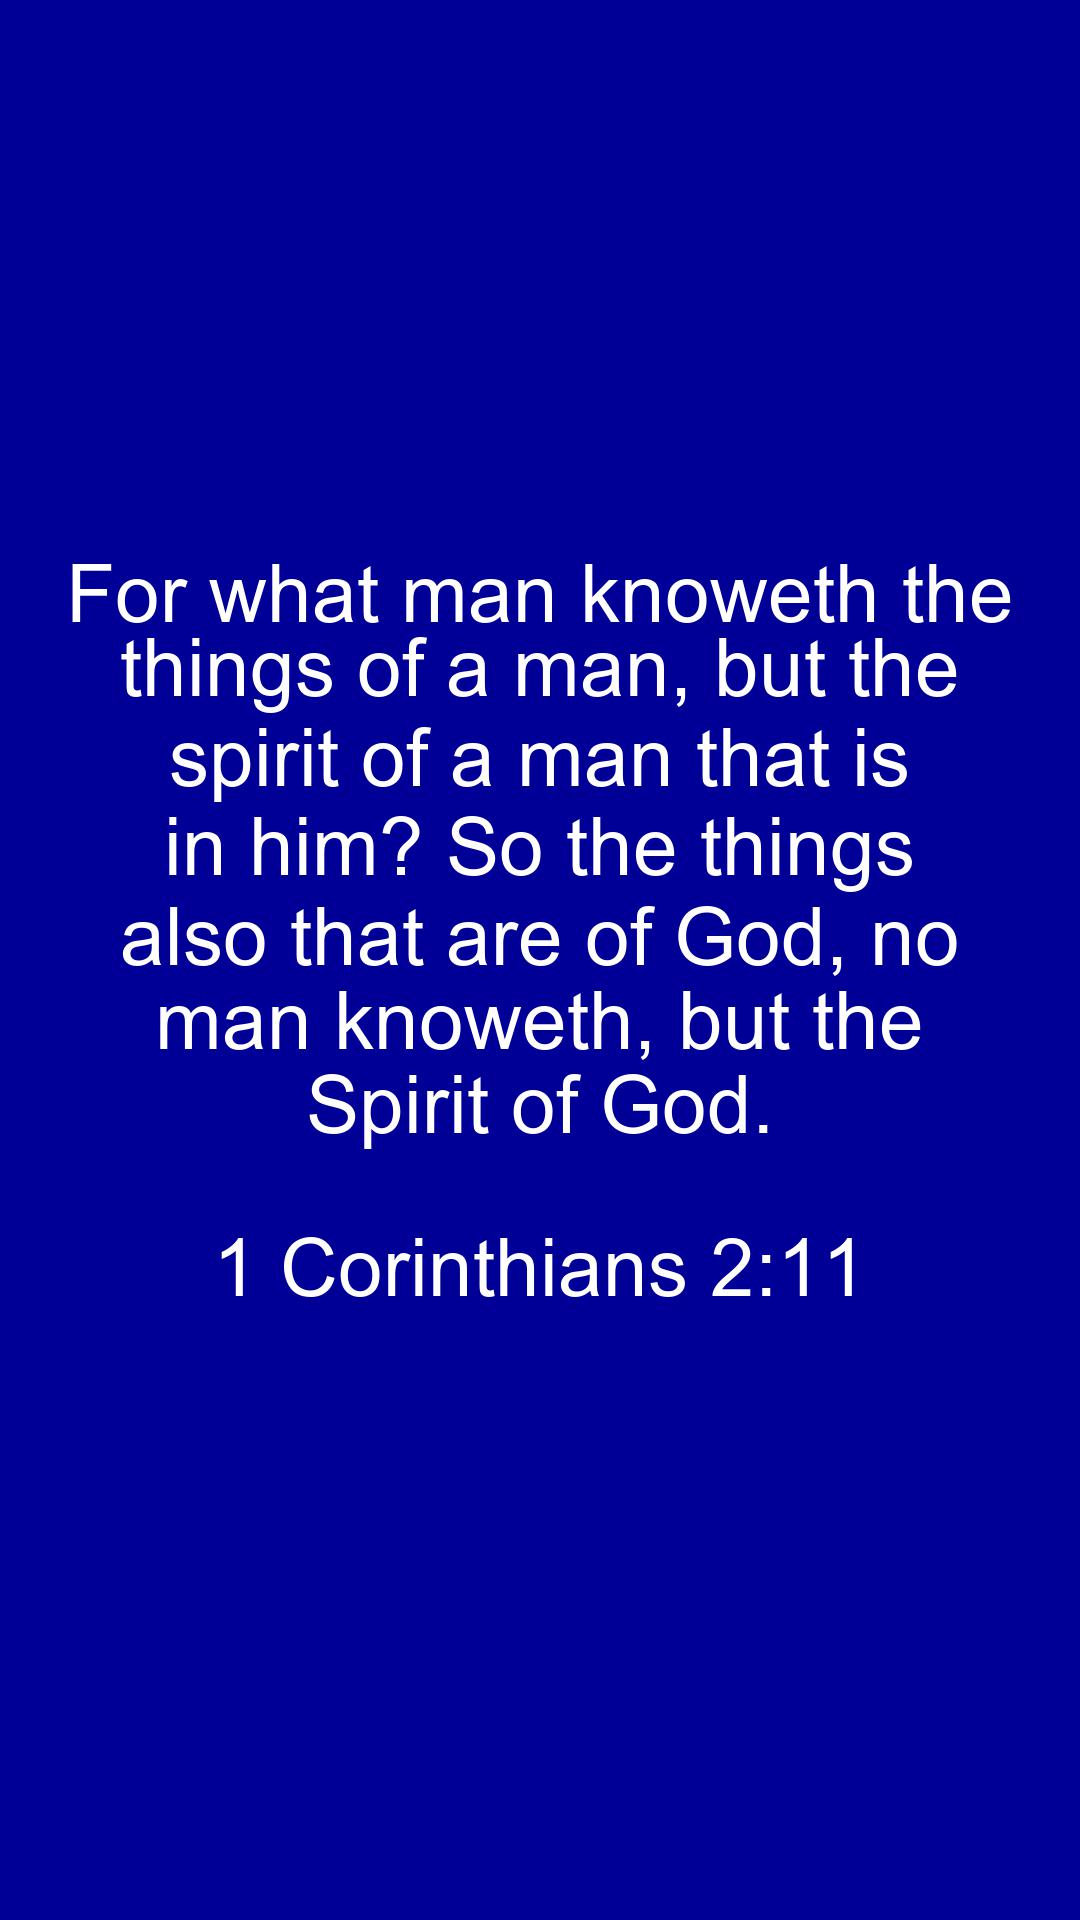 For what man knoweth the
things of a man, but the
spirit of a man that is
in him? So the things
also that are of God, no
man knoweth, but the
Spirit of God.
1 Corinthians 2:11